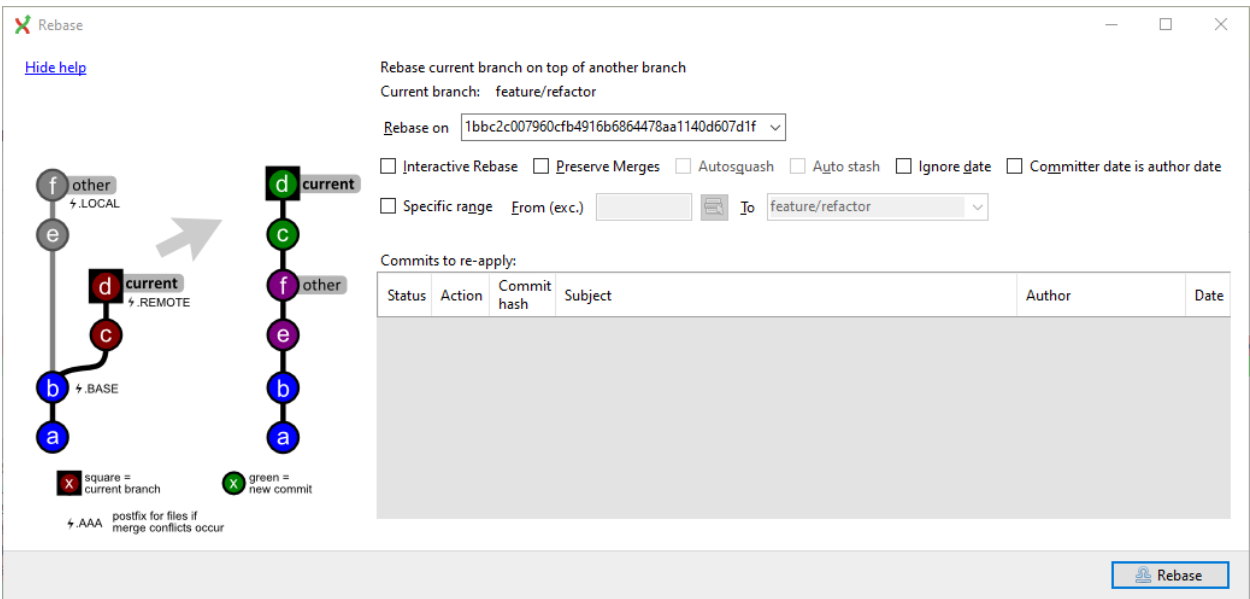 Rebase
Hide help
Rebase current branch on top of another branch
Current branch: feature/refactor
Rebase on 1bbc2c007960cfb4916b6864478aa1140d607d1f
Interactive Rebase Preserve Merges Autosquash Auto stash Ignore date Committer date is author date
Specific range From (exc.) To feature/refactor
Commits to re-apply:
Status Action Commit hash Subject Author Date
f other
⚡.LOCAL
e
d current
⚡.REMOTE
c
b ⚡.BASE
a
d current
c
f other
e
b
a
x square =
current branch
x green =
new commit
⚡.AAA postfix for files if
merge conflicts occur
Rebase